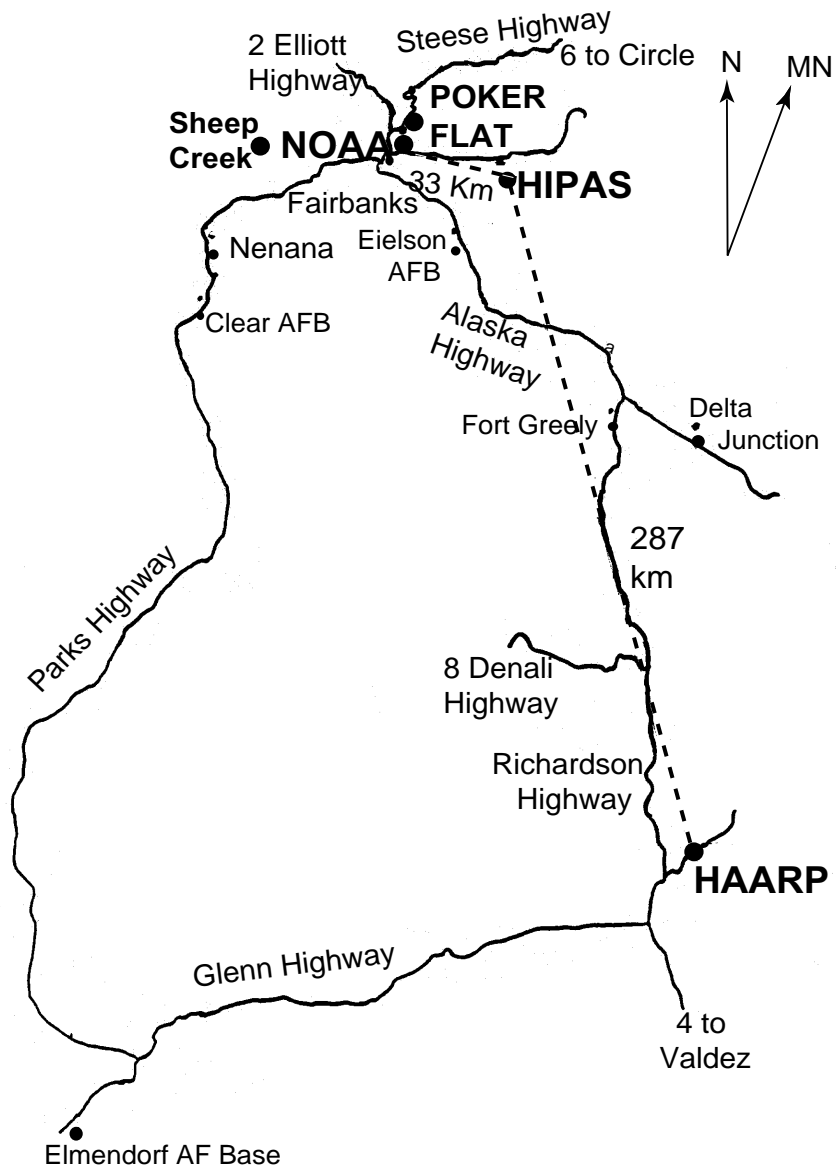 2 Elliott
Highway
Steese Highway
6 to Circle
N
MN
POKER
FLAT
Sheep
Creek
NOAA
33 Km
HIPAS
Fairbanks
Nenana
Eielson
AFB
Clear AFB
Alaska
Highway
a
Delta
Junction
Fort Greely
287
km
Parks Highway
8 Denali
Highway
Richardson
Highway
HAARP
Glenn Highway
4 to
Valdez
Elmendorf AF Base